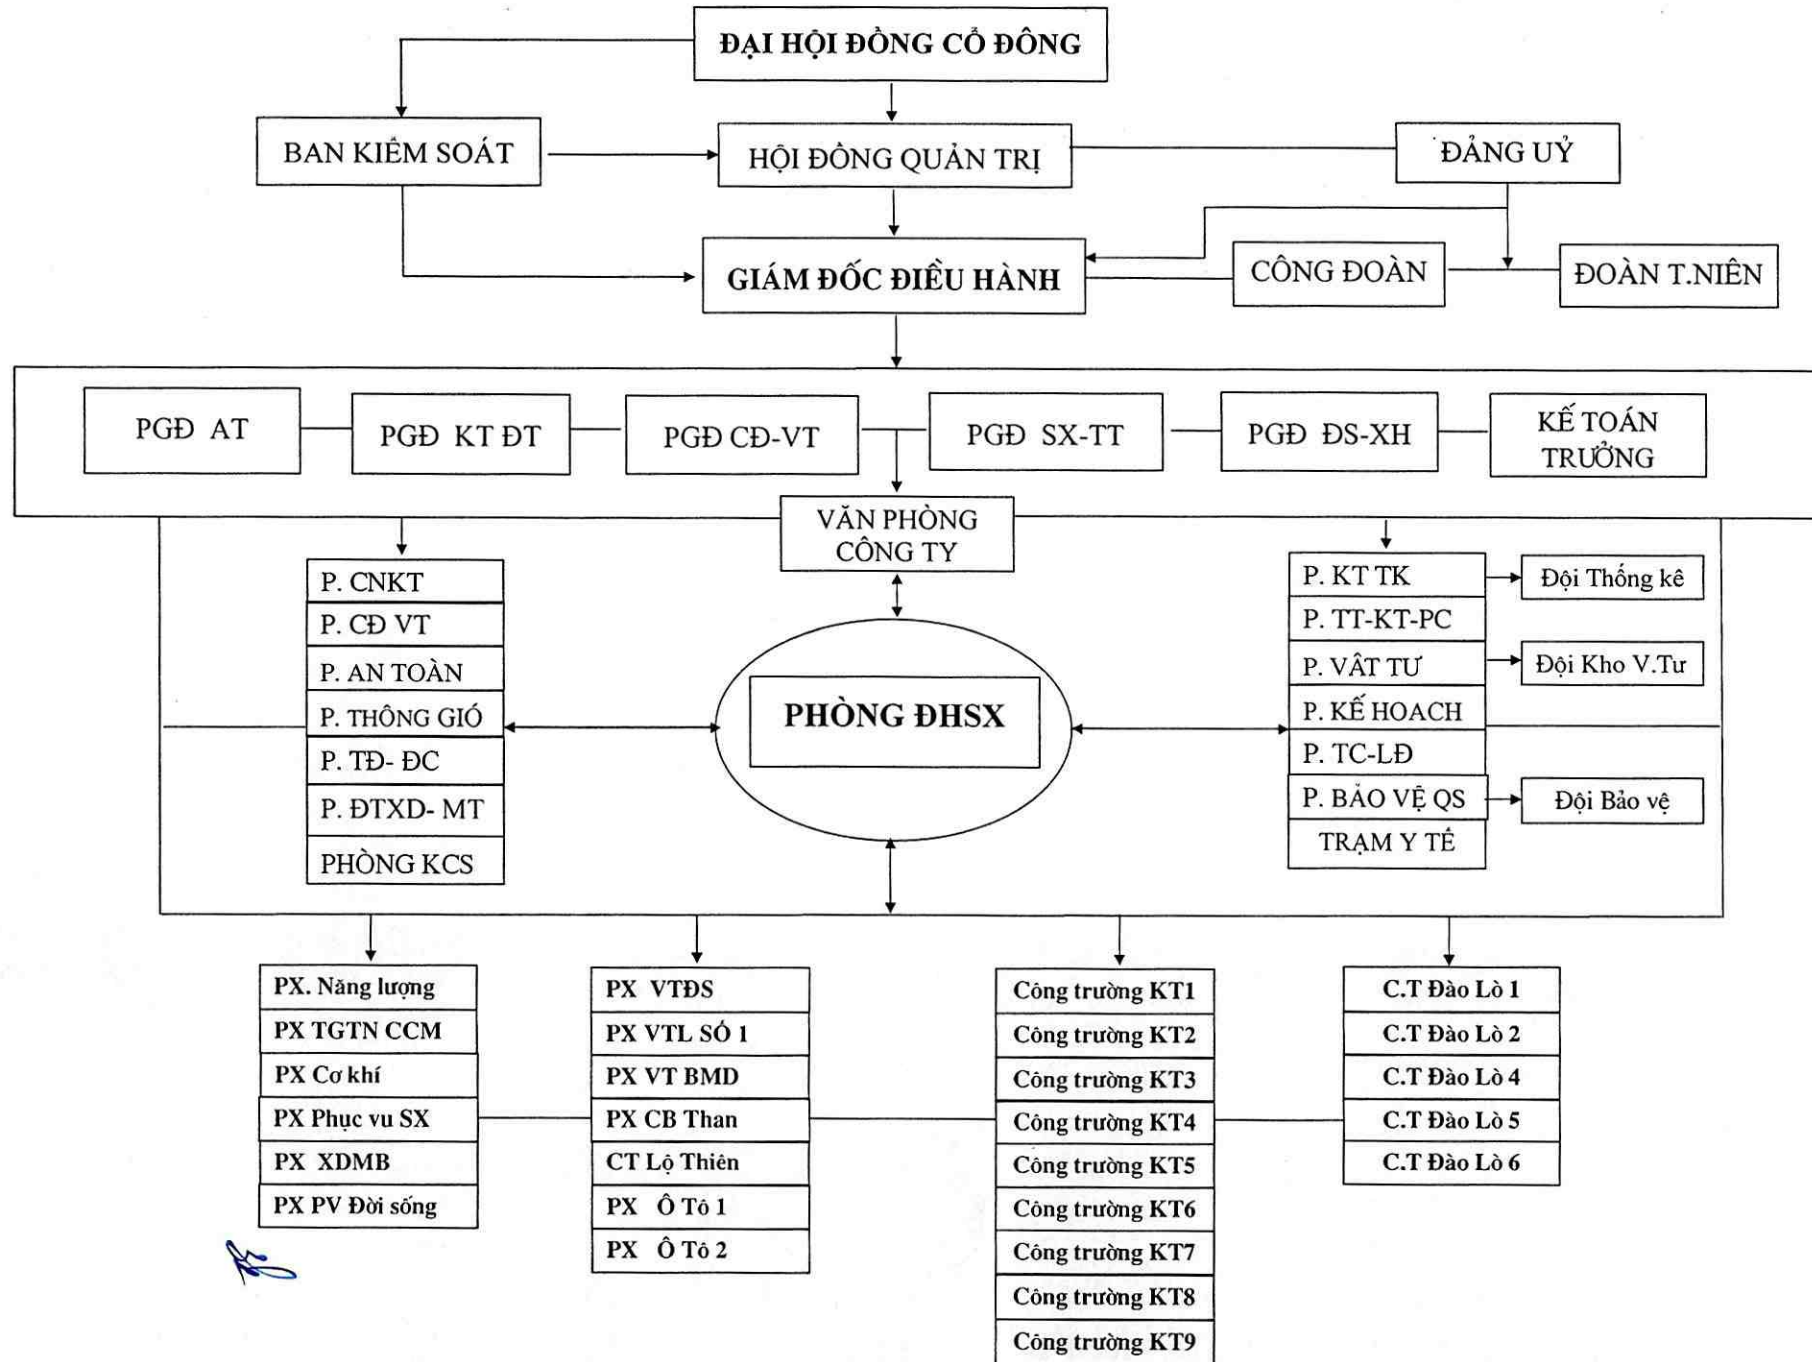 ĐẠI HỘI ĐỒNG CỔ ĐÔNG
BAN KIỂM SOÁT
HỘI ĐỒNG QUẢN TRỊ
ĐẢNG UỶ
GIÁM ĐỐC ĐIỀU HÀNH
CÔNG ĐOÀN
ĐOÀN T.NIÊN
PGĐ AT
PGĐ KT ĐT
PGĐ CĐ-VT
PGĐ SX-TT
PGĐ ĐS-XH
KẾ TOÁN
TRƯỞNG
VĂN PHÒNG
CÔNG TY
P. CNKT
P. CĐ VT
P. AN TOÀN
P. THÔNG GIÓ
P. TĐ- ĐC
P. ĐTXD- MT
PHÒNG KCS
PHÒNG ĐHSX
P. KT TK
P. TT-KT-PC
P. VẬT TƯ
P. KẾ HOẠCH
P. TC-LĐ
P. BẢO VỆ QS
TRẠM Y TẾ
Đội Thống kê
Đội Kho V.Tư
Đội Bảo vệ
PX. Năng lượng
PX TGTN CCM
PX Cơ khí
PX Phục vu SX
PX XDMB
PX PV Đời sống
PX VTĐS
PX VTL SỐ 1
PX VT BMD
PX CB Than
CT Lộ Thiên
PX Ô Tô 1
PX Ô Tô 2
Công trường KT1
Công trường KT2
Công trường KT3
Công trường KT4
Công trường KT5
Công trường KT6
Công trường KT7
Công trường KT8
Công trường KT9
C.T Đào Lò 1
C.T Đào Lò 2
C.T Đào Lò 4
C.T Đào Lò 5
C.T Đào Lò 6